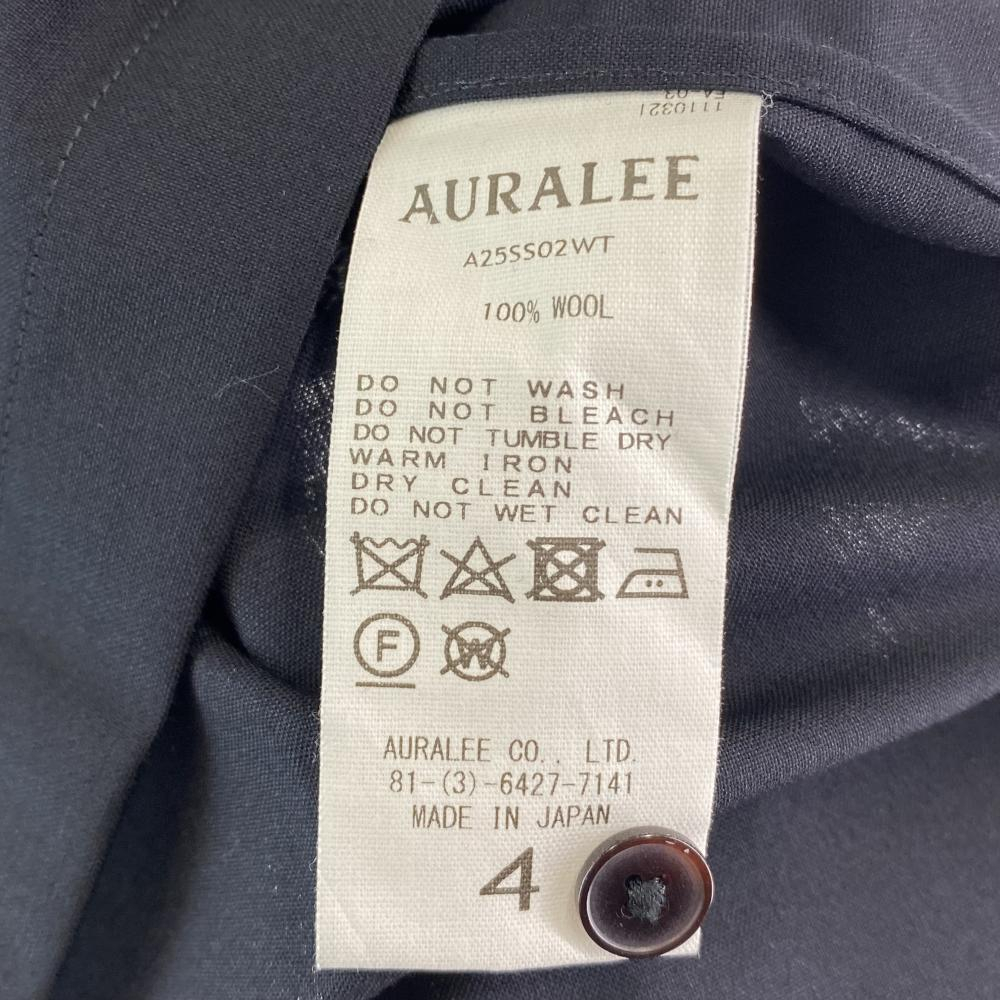 1110321
AURALEE
A25SS02WT
100% WOOL
DO NOT WASH
DO NOT BLEACH
DO NOT TUMBLE DRY
WARM IRON
DRY CLEAN
DO NOT WET CLEAN
F
W
AURALEE CO., LTD.
81-(3)-6427-7141
MADE IN JAPAN
4